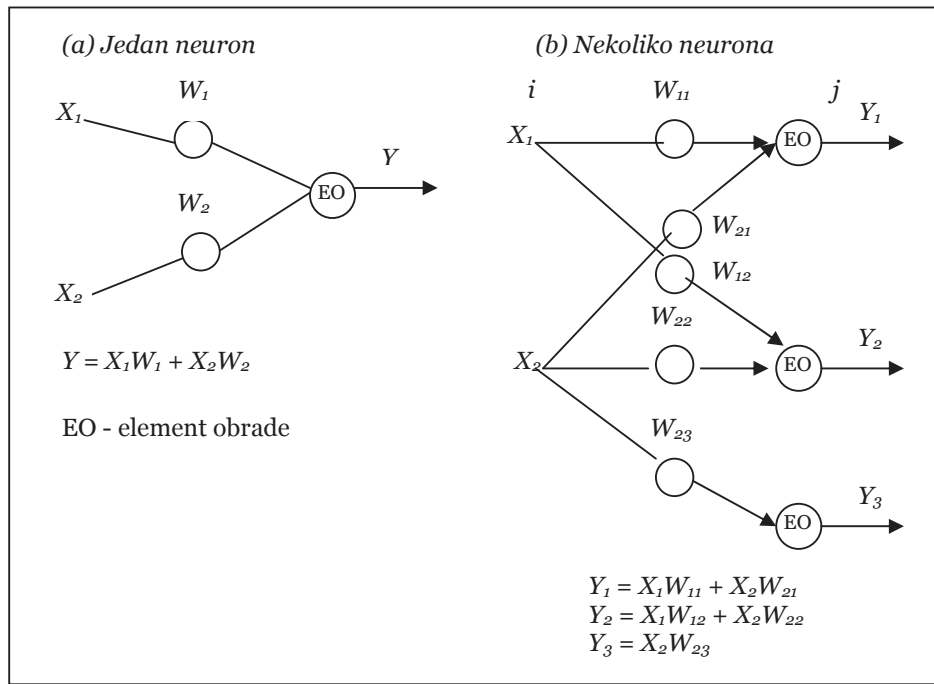 (a) Jedan neuron
W₁
X₁
Y
EO
W₂
X₂
Y = X₁W₁ + X₂W₂
EO - element obrade
(b) Nekoliko neurona
i
W₁₁
j
Y₁
X₁
EO
W₂₁
W₁₂
W₂₂
Y₂
X₂
EO
W₂₃
Y₃
EO
Y₁ = X₁W₁₁ + X₂W₂₁
Y₂ = X₁W₁₂ + X₂W₂₂
Y₃ = X₂W₂₃